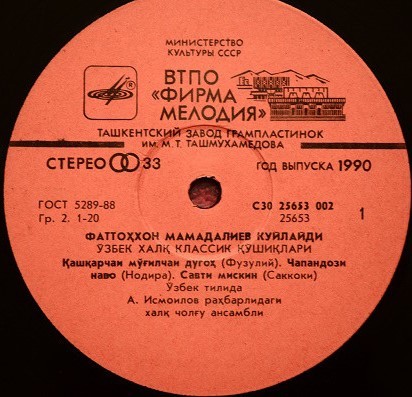 МИНИСТЕРСТВО
КУЛЬТУРЫ СССР
ВТПО
«ФИРМА
МЕЛОДИЯ»
ТАШКЕНТСКИЙ ЗАВОД ГРАМПЛАСТИНОК
ИМ. М. Т. ТАШМУХАМЕДОВА
СТЕРЕО 33
ГОД ВЫПУСКА 1990
ГОСТ 5289-88
Гр. 2. 1-20
С30 25653 002
25653
1
ФАТТОҲХОН МАМАДАЛИЕВ КУЙЛАЙДИ
ЎЗБЕК ХАЛҚ КЛАССИК ҚЎШИҚЛАРИ
Қашқарчаи мўғилчаи дугоҳ (Фузулий). Чапандози
наво (Нодира). Савти мискин (Саккоки)
Ўзбек тилида
А. Исмоилов раҳбарлидаги
халқ чолғу ансамбли